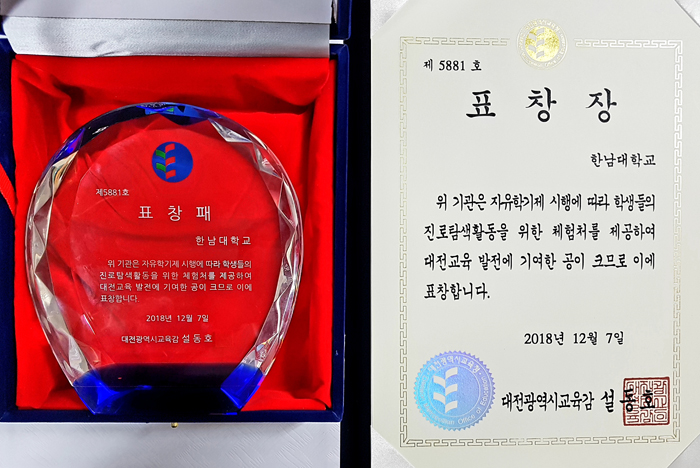 제5881호
표 창 패
한남대학교
위 기관은 자유학기제 시행에 따라 학생들의
진로탐색활동을 위한 체험처를 제공하여
대전교육 발전에 기여한 공이 크므로 이에
표창합니다.
2018년 12월 7일
대전광역시교육감 설동호
제 5881 호
표 창 장
한남대학교
위 기관은 자유학기제 시행에 따라 학생들의
진로탐색활동을 위한 체험처를 제공하여
대전교육 발전에 기여한 공이 크므로 이에
표창합니다.
2018년 12월 7일
대전광역시교육청
대전광역시교육감 설동호